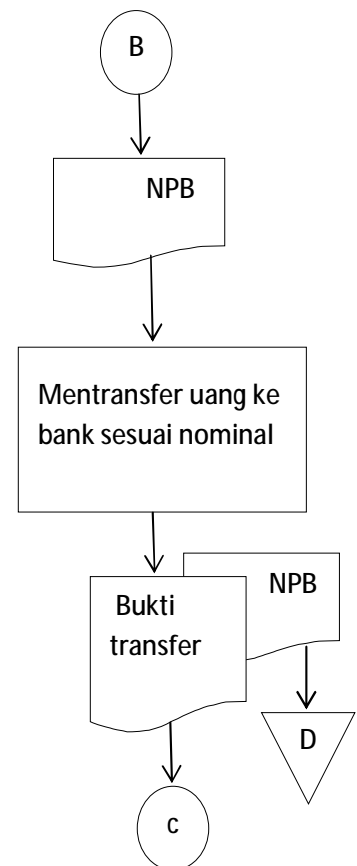 B
NPB
Mentransfer uang ke
bank sesuai nominal
Bukti
transfer
NPB
D
c